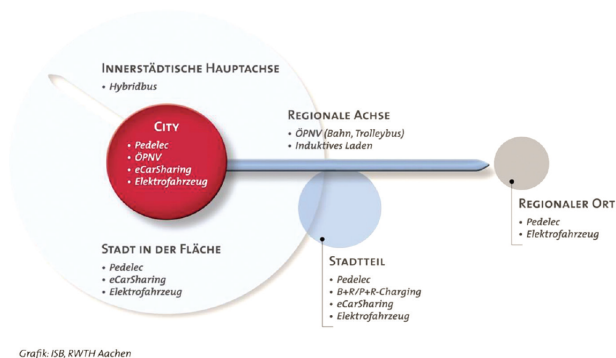 INNERSTÄDTISCHE HAUPTACHSE
• Hybridbus
CITY
• Pedelec
• ÖPNV
• eCarSharing
• Elektrofahrzeug
REGIONALE ACHSE
• ÖPNV (Bahn, Trolleybus)
• Induktives Laden
REGIONALER ORT
• Pedelec
• Elektrofahrzeug
STADT IN DER FLÄCHE
• Pedelec
• eCarSharing
• Elektrofahrzeug
STADTTEIL
• Pedelec
• B+R/P+R-Charging
• eCarSharing
• Elektrofahrzeug
Grafik: ISB, RWTH Aachen